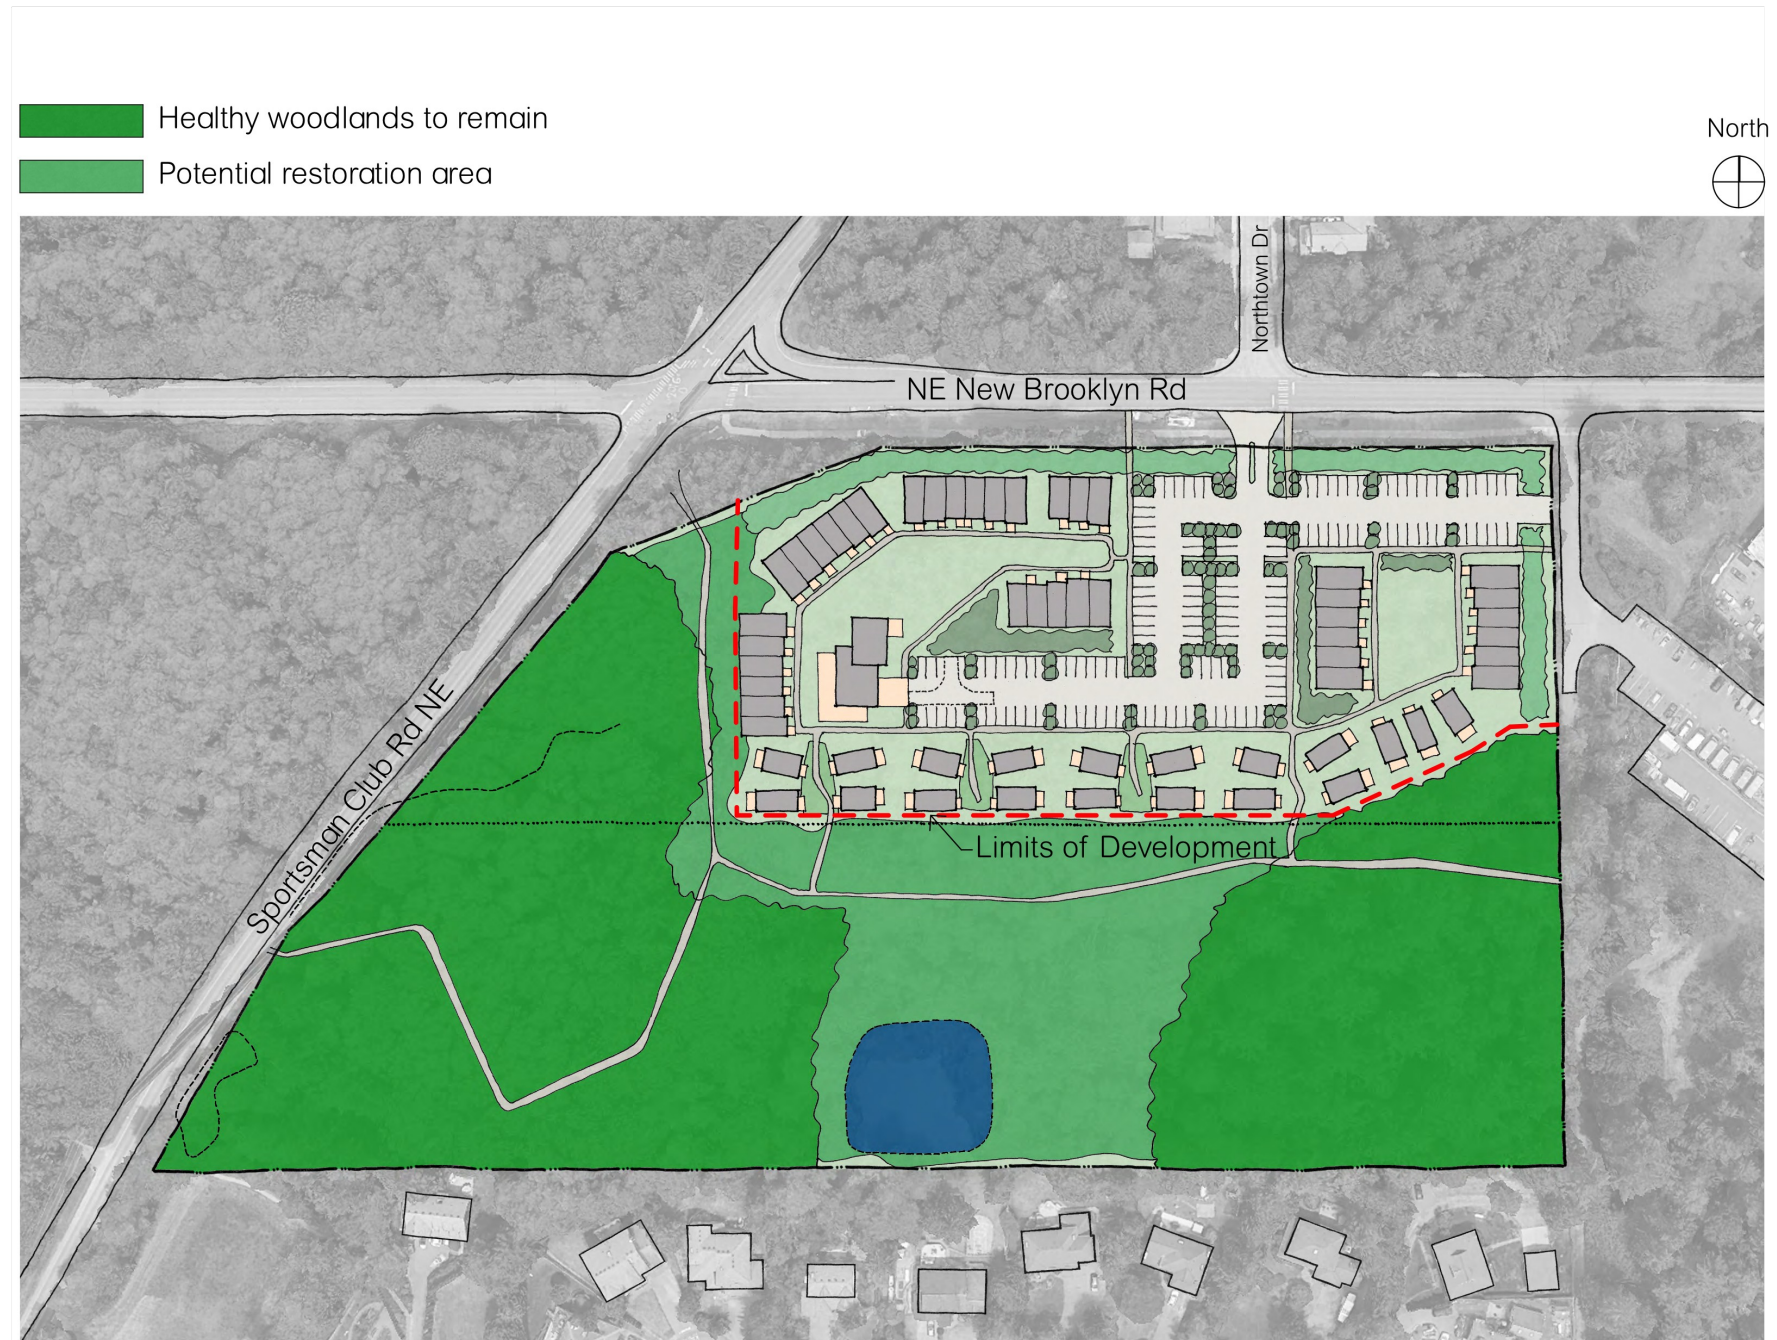 Healthy woodlands to remain
North
Potential restoration area
Northtown Dr
NE New Brooklyn Rd
Sportsman Club Rd NE
Limits of Development